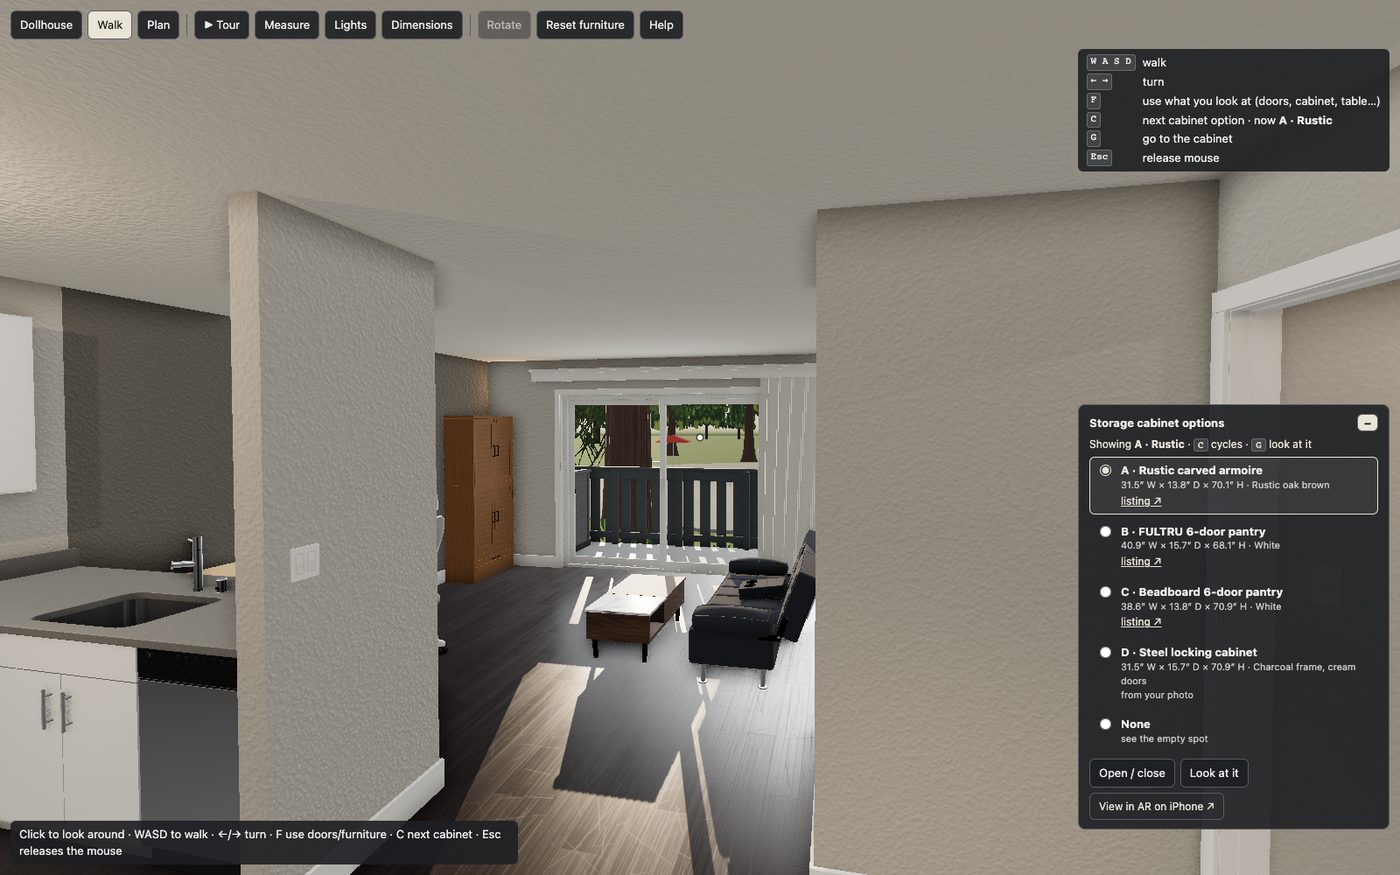 Dollhouse Walk Plan ▶ Tour Measure Lights Dimensions Rotate Reset furniture Help
W A S D walk
← → turn
F use what you look at (doors, cabinet, table…)
C next cabinet option · now A · Rustic
G go to the cabinet
Esc release mouse
Storage cabinet options –
Showing A · Rustic · C cycles · G look at it
A · Rustic carved armoire
31.5″ W × 13.8″ D × 70.1″ H · Rustic oak brown
listing ↗
B · FULTRU 6-door pantry
40.9″ W × 15.7″ D × 68.1″ H · White
listing ↗
C · Beadboard 6-door pantry
38.6″ W × 13.8″ D × 70.9″ H · White
listing ↗
D · Steel locking cabinet
31.5″ W × 15.7″ D × 70.9″ H · Charcoal frame, cream
doors
from your photo
None
see the empty spot
Open / close Look at it
View in AR on iPhone ↗
Click to look around · WASD to walk · ←/→ turn · F use doors/furniture · C next cabinet · Esc
releases the mouse